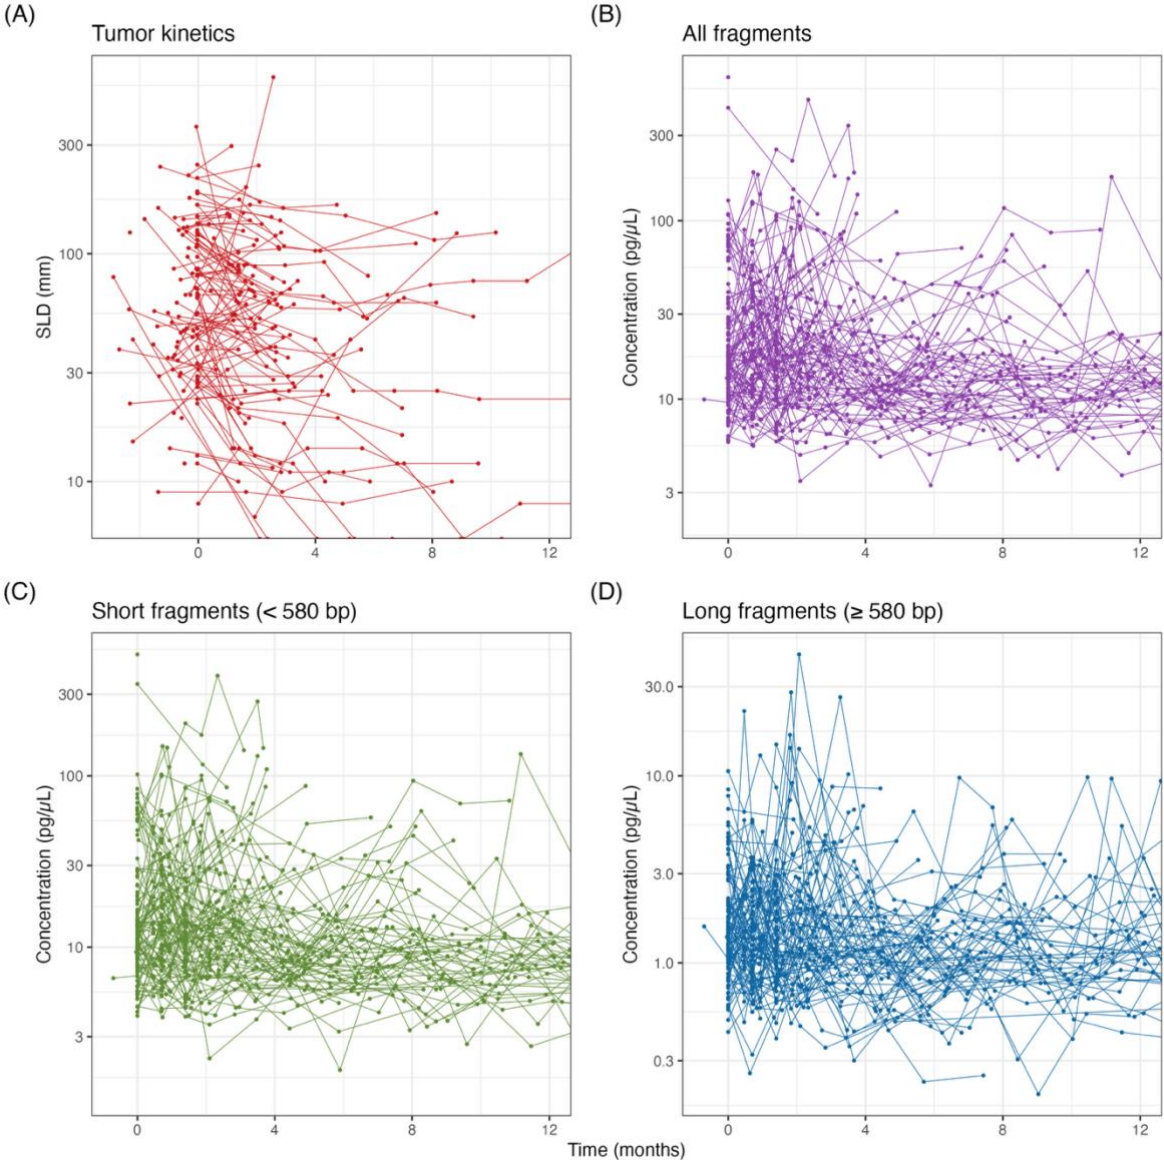 (A)
Tumor kinetics
SLD (mm)
300
100
30
10
0 4 8 12
(B)
All fragments
Concentration (pg/µL)
300
100
30
10
3
0 4 8 12
(C)
Short fragments (< 580 bp)
Concentration (pg/µL)
300
100
30
10
3
0 4 8 12
(D)
Long fragments (≥ 580 bp)
Concentration (pg/µL)
30.0
10.0
3.0
1.0
0.3
0 4 8 12
Time (months)